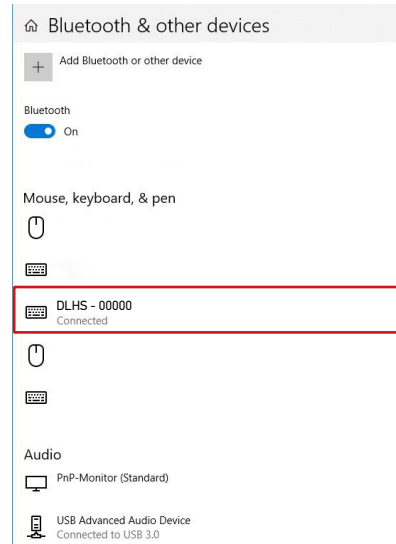 Bluetooth & other devices
Add Bluetooth or other device
Bluetooth
On
Mouse, keyboard, & pen
DLHS - 00000
Connected
Audio
PnP-Monitor (Standard)
USB Advanced Audio Device
Connected to USB 3.0